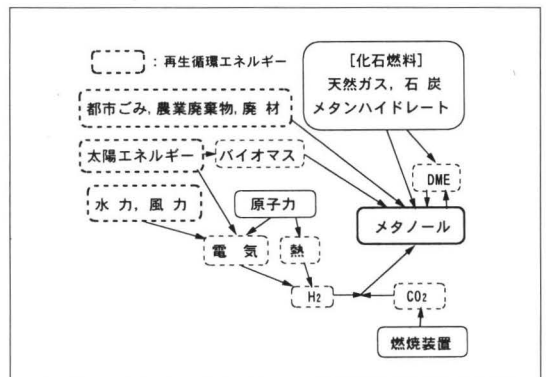 ：再生循環エネルギー
[化石燃料]
天然ガス，石 炭
メタンハイドレート
都市ごみ，農業廃棄物，廃 材
太陽エネルギー
バイオマス
DME
水 力，風 力
原子力
メタノール
電 気
熱
H2
CO2
燃焼装置